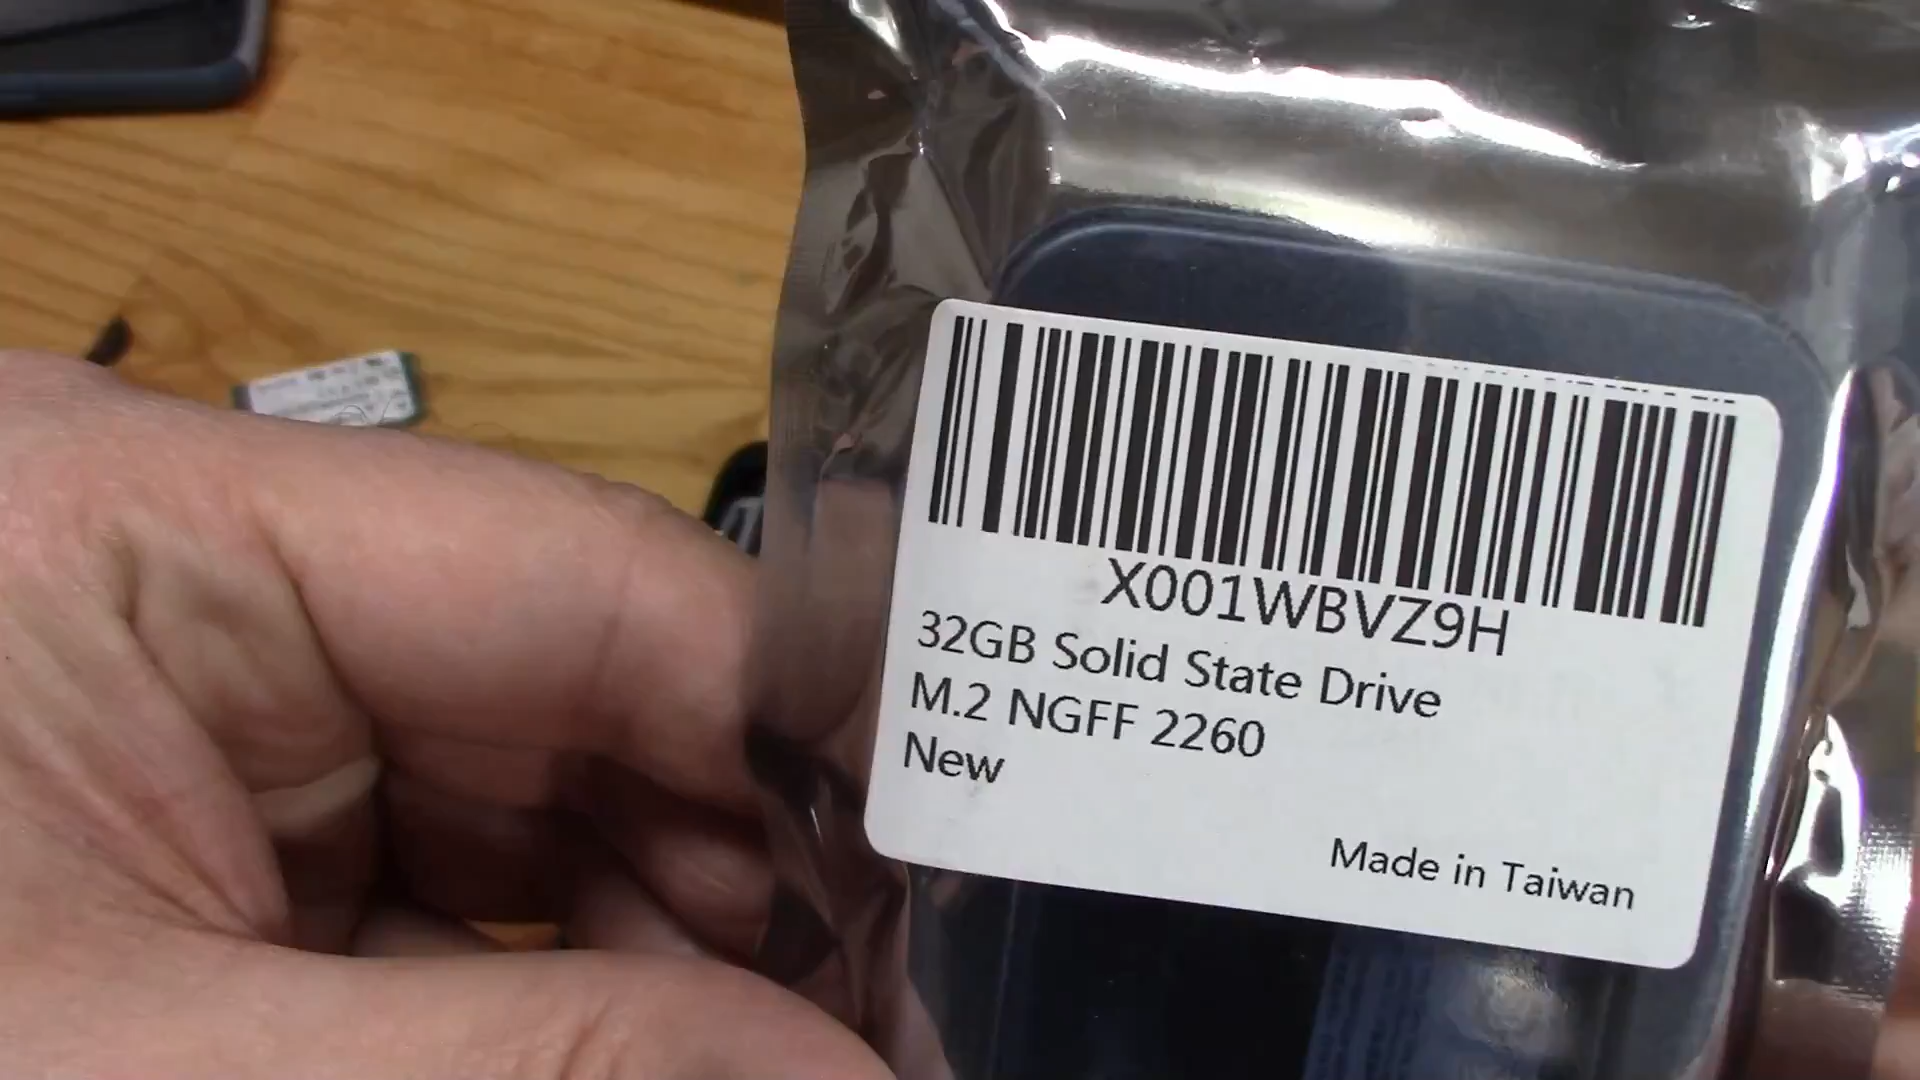 X001WBVZ9H
32GB Solid State Drive
M.2 NGFF 2260
New
Made in Taiwan